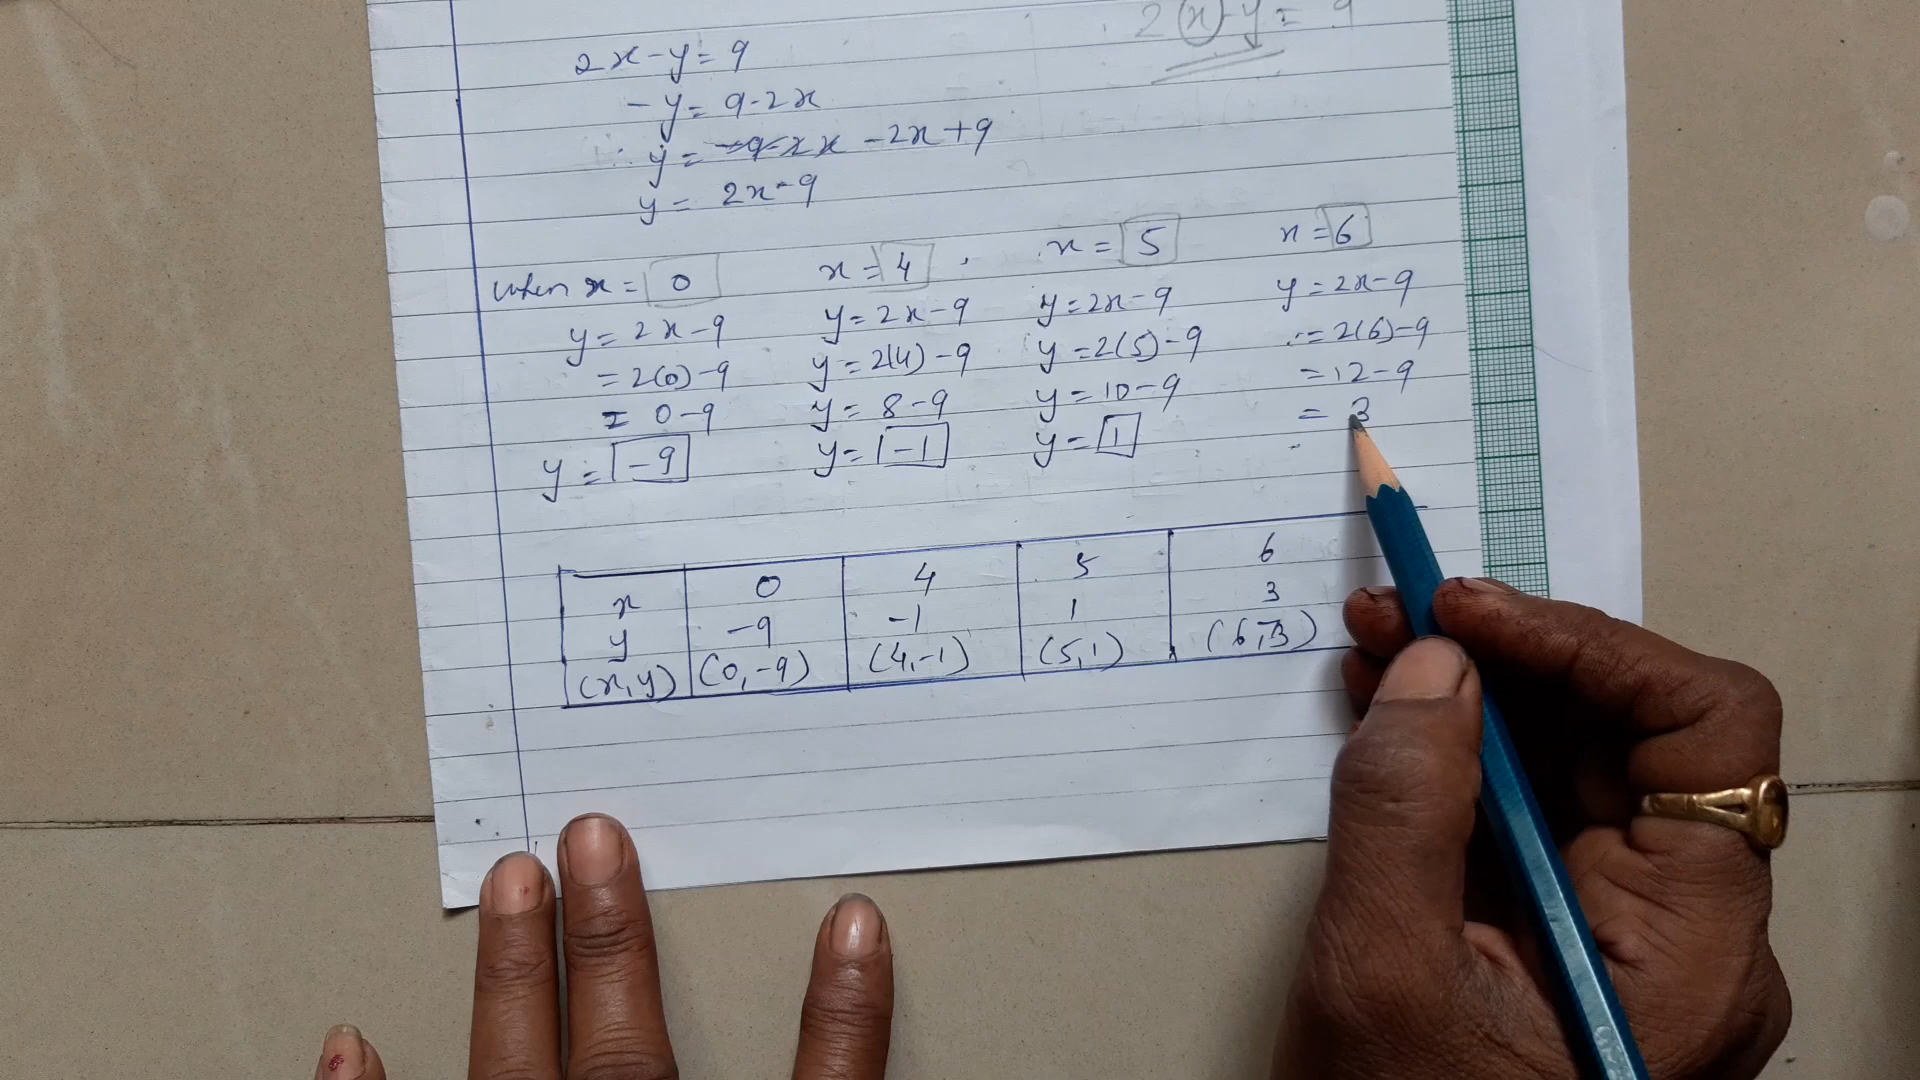 2(x)-y= 9
2x-y=9
-y= 9-2x
∴ y= -2x+9
y= 2x-9
when x= 0 x=4, x=5 x=6
y=2x-9 y=2x-9 y=2x-9 y=2x-9
=2(0)-9 y=2(4)-9 y=2(5)-9 =2(6)-9
= 0-9 y= 8-9 y=10-9 =12-9
y=-9 y=-1 y=1 = 3
x 0 4 5 6
y -9 -1 1 3
(x,y) (0,-9) (4,-1) (5,1) (6,3)